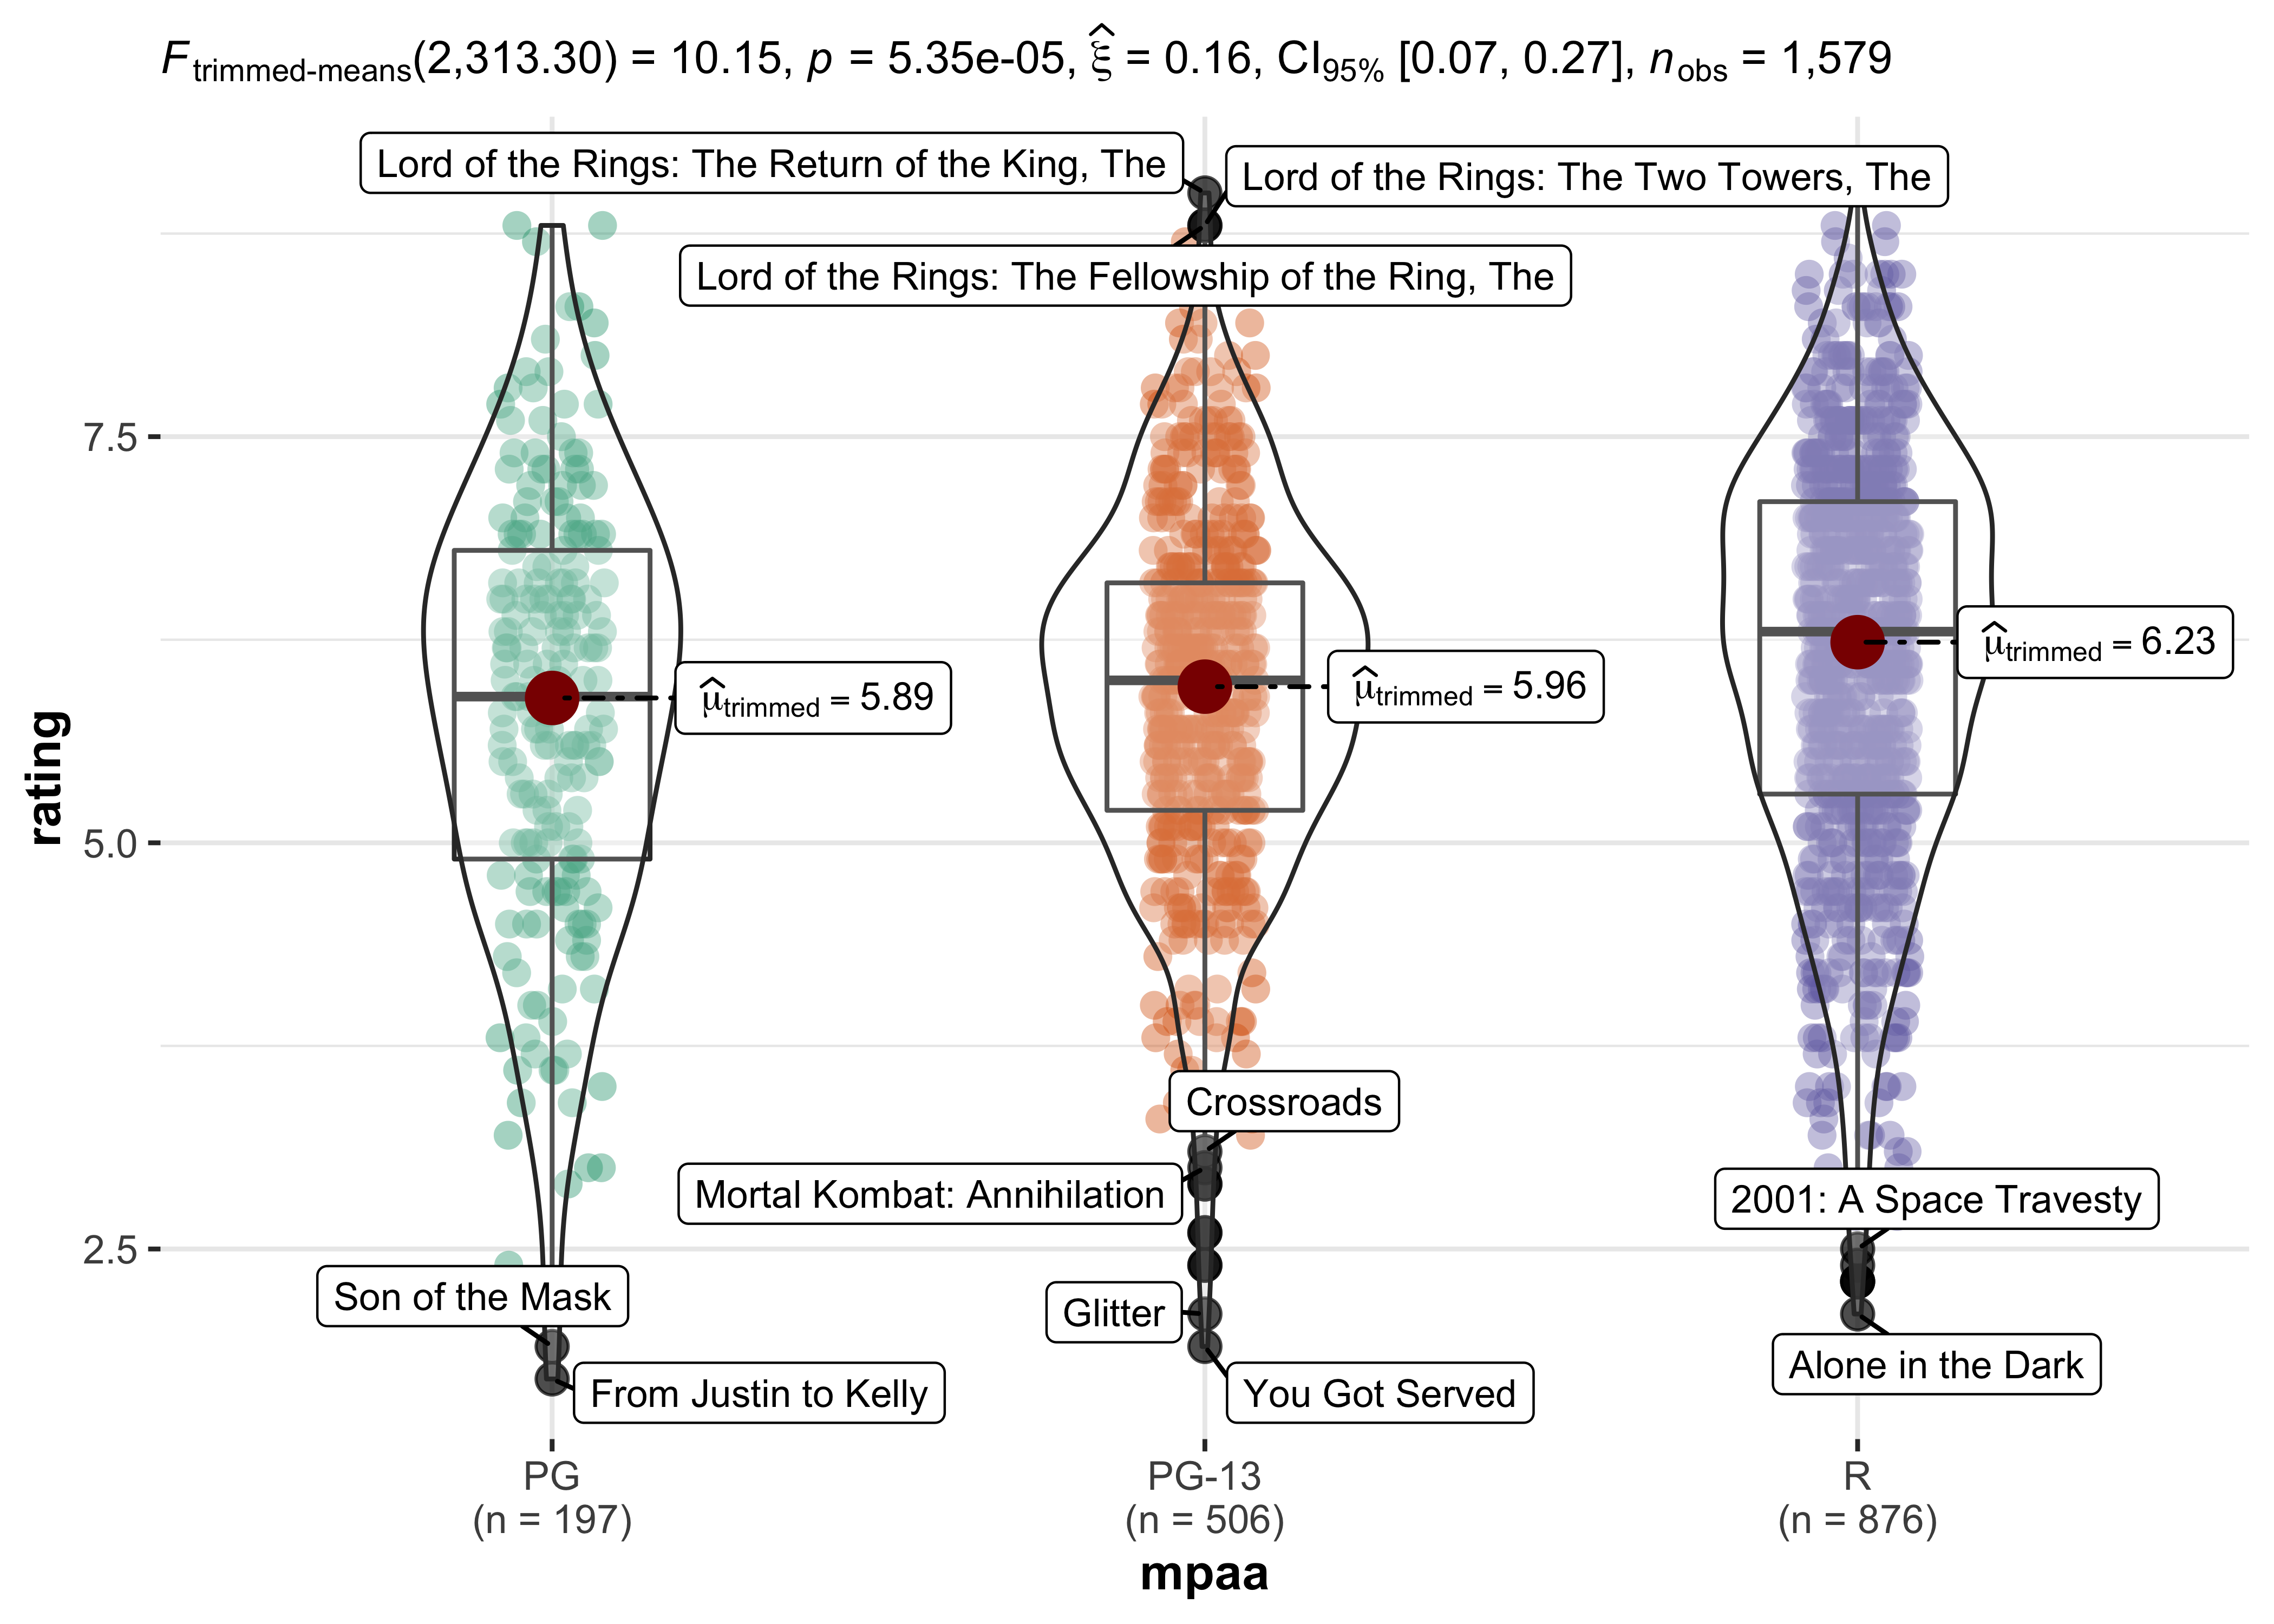 F trimmed-means(2,313.30) = 10.15, p = 5.35e-05, ξ̂ = 0.16, CI95% [0.07, 0.27], nobs = 1,579
Lord of the Rings: The Return of the King, The
Lord of the Rings: The Two Towers, The
Lord of the Rings: The Fellowship of the Ring, The
7.5
μ̂trimmed = 5.89
μ̂trimmed = 5.96
μ̂trimmed = 6.23
rating
5.0
Crossroads
Mortal Kombat: Annihilation
2001: A Space Travesty
2.5
Son of the Mask
Glitter
Alone in the Dark
From Justin to Kelly
You Got Served
PG
(n = 197)
PG-13
(n = 506)
R
(n = 876)
mpaa